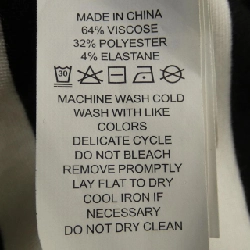 MADE IN CHINA
64% VISCOSE
32% POLYESTER
4% ELASTANE
30
MACHINE WASH COLD
WASH WITH LIKE
COLORS
DELICATE CYCLE
DO NOT BLEACH
REMOVE PROMPTLY
LAY FLAT TO DRY
COOL IRON IF
NECESSARY
DO NOT DRY CLEAN